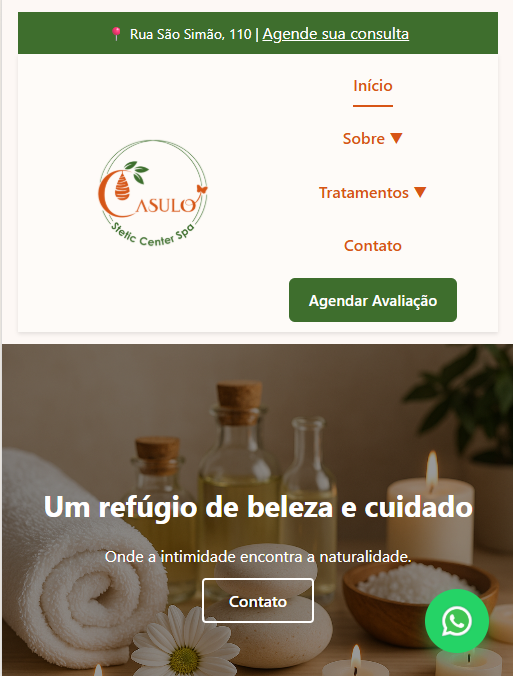 Rua São Simão, 110 | Agende sua consulta
Início
Sobre ▼
Tratamentos ▼
CASULO
Stetic Center Spa
Contato
Agendar Avaliação
Um refúgio de beleza e cuidado
Onde a intimidade encontra a naturalidade.
Contato